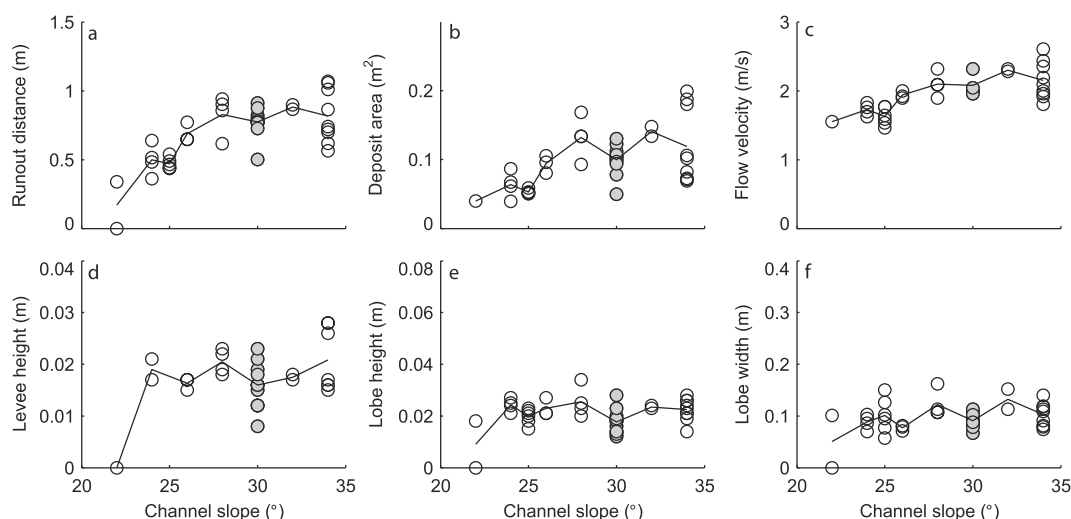 a
1.5
1
0.5
0
Runout distance (m)
b
0.2
0.1
0
Deposit area (m²)
c
3
2
1
0
Flow velocity (m/s)
d
0.04
0.03
0.02
0.01
0
Levee height (m)
20 25 30 35
Channel slope (°)
e
0.08
0.06
0.04
0.02
0
Lobe height (m)
20 25 30 35
Channel slope (°)
f
0.4
0.3
0.2
0.1
0
Lobe width (m)
20 25 30 35
Channel slope (°)